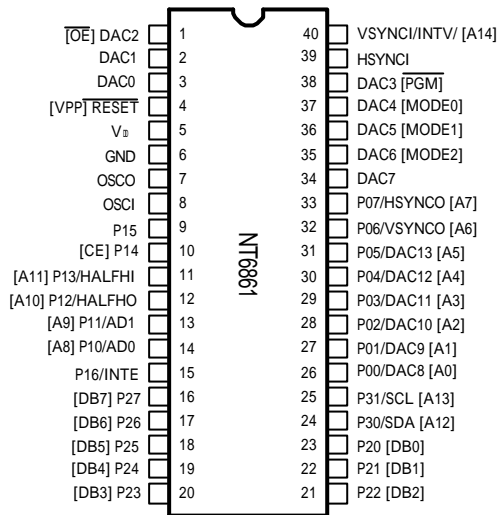 [OE] DAC2 1 40 VSYNCI/INTV/ [A14]
DAC1 2 39 HSYNCI
DAC0 3 38 DAC3 [PGM]
[VPP] RESET 4 37 DAC4 [MODE0]
5 36 DAC5 [MODE1]
GND 6 35 DAC6 [MODE2]
OSCO 7 34 DAC7
OSCI 8 33 P07/HSYNCO [A7]
P15 9 32 P06/VSYNCO [A6]
[CE] P14 10 31 P05/DAC13 [A5]
[A11] P13/HALFHI 11 30 P04/DAC12 [A4]
[A10] P12/HALFHO 12 29 P03/DAC11 [A3]
[A9] P11/AD1 13 28 P02/DAC10 [A2]
[A8] P10/AD0 14 27 P01/DAC9 [A1]
P16/INTE 15 26 P00/DAC8 [A0]
[DB7] P27 16 25 P31/SCL [A13]
[DB6] P26 17 24 P30/SDA [A12]
[DB5] P25 18 23 P20 [DB0]
[DB4] P24 19 22 P21 [DB1]
[DB3] P23 20 21 P22 [DB2]
NT6861